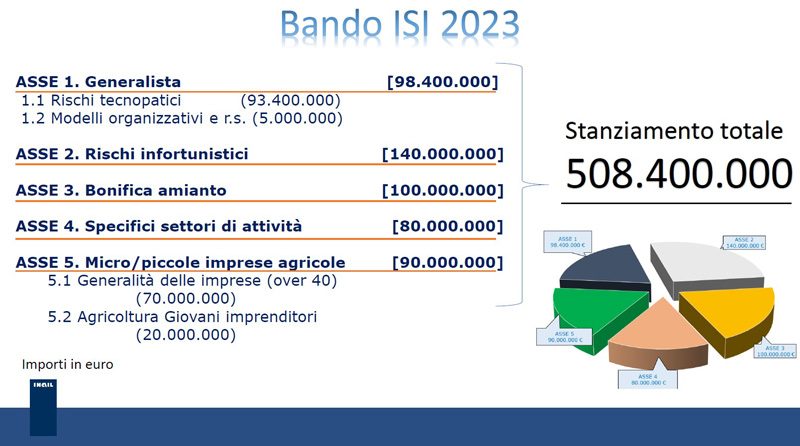 Bando ISI 2023
ASSE 1. Generalista [98.400.000]
1.1 Rischi tecnopatici (93.400.000)
1.2 Modelli organizzativi e r.s. (5.000.000)
ASSE 2. Rischi infortunistici [140.000.000]
ASSE 3. Bonifica amianto [100.000.000]
ASSE 4. Specifici settori di attività [80.000.000]
ASSE 5. Micro/piccole imprese agricole [90.000.000]
5.1 Generalità delle imprese (over 40)
(70.000.000)
5.2 Agricoltura Giovani imprenditori
(20.000.000)
Importi in euro
INAIL
Stanziamento totale
508.400.000
ASSE 1
98.400.000 €
ASSE 2
140.000.000 €
ASSE 5
90.000.000 €
ASSE 3
100.000.000 €
ASSE 4
80.000.000 €